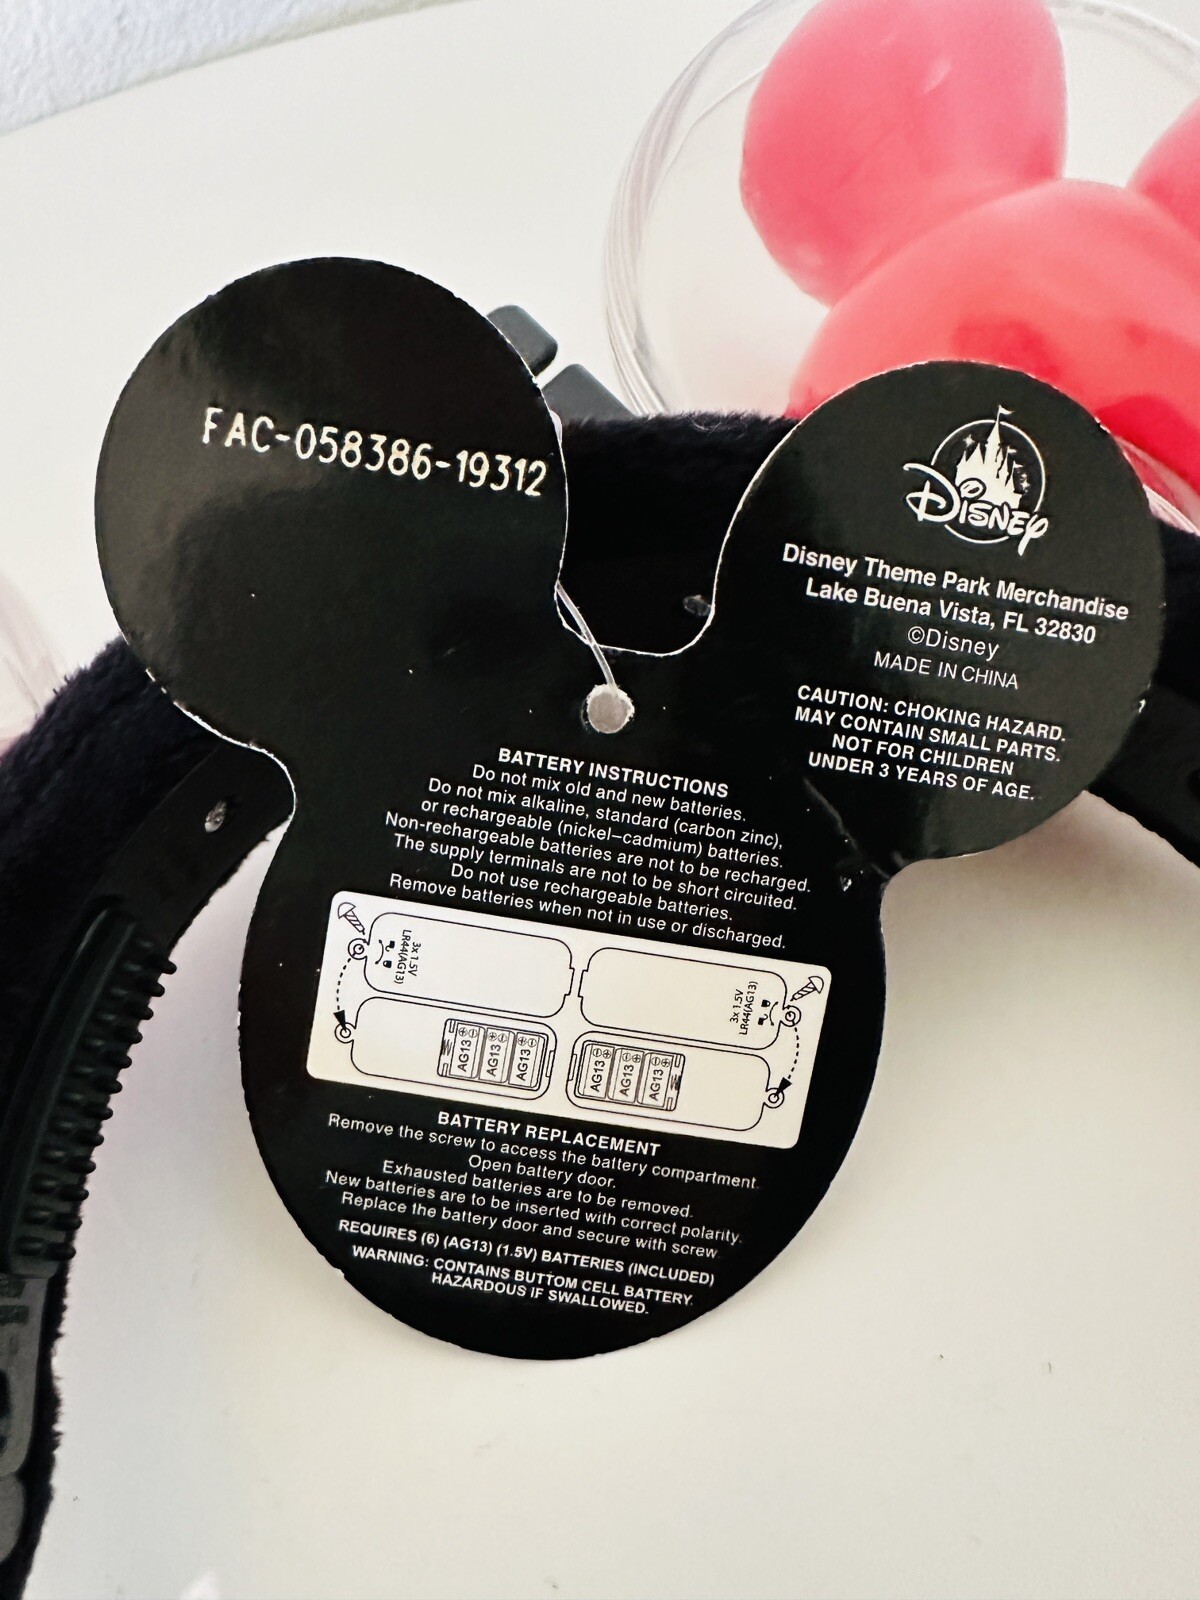 FAC-058386-19312
Disney
Disney Theme Park Merchandise
Lake Buena Vista, FL 32830
©Disney
MADE IN CHINA
CAUTION: CHOKING HAZARD.
MAY CONTAIN SMALL PARTS.
NOT FOR CHILDREN
UNDER 3 YEARS OF AGE.
BATTERY INSTRUCTIONS
Do not mix old and new batteries.
Do not mix alkaline, standard (carbon zinc),
or rechargeable (nickel–cadmium) batteries.
Non-rechargeable batteries are not to be recharged.
The supply terminals are not to be short circuited.
Do not use rechargeable batteries.
Remove batteries when not in use or discharged.
3x 1.5V
LR44(AG13)
3x 1.5V
LR44(AG13)
AG13 AG13 AG13
AG13 AG13 AG13
BATTERY REPLACEMENT
Remove the screw to access the battery compartment.
Open battery door.
Exhausted batteries are to be removed.
New batteries are to be inserted with correct polarity.
Replace the battery door and secure with screw.
REQUIRES (6) (AG13) (1.5V) BATTERIES (INCLUDED)
WARNING: CONTAINS BUTTOM CELL BATTERY.
HAZARDOUS IF SWALLOWED.